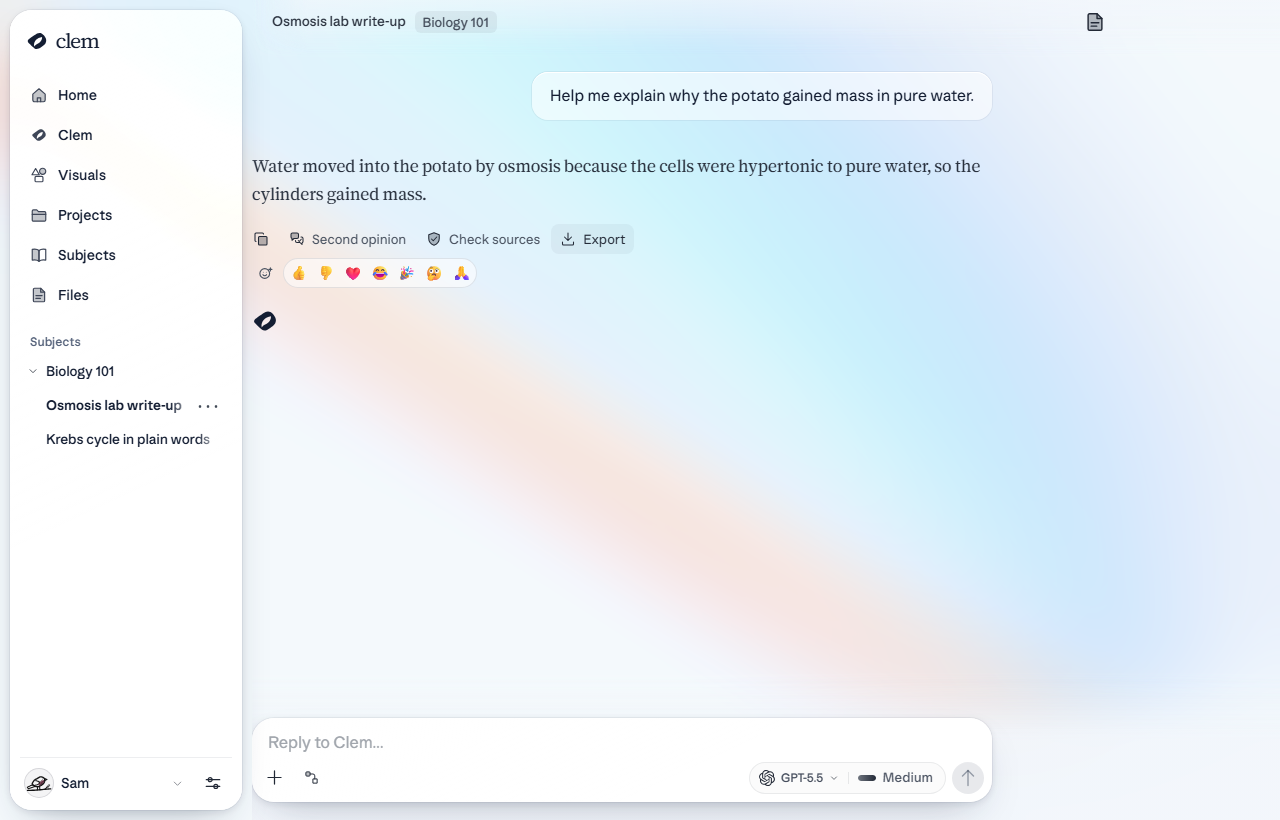 clem
Osmosis lab write-up Biology 101
Home
Clem
Visuals
Projects
Subjects
Files
Subjects
Biology 101
Osmosis lab write-up
Krebs cycle in plain words
Sam
Help me explain why the potato gained mass in pure water.
Water moved into the potato by osmosis because the cells were hypertonic to pure water, so the
cylinders gained mass.
Second opinion Check sources Export
Reply to Clem...
GPT-5.5 Medium